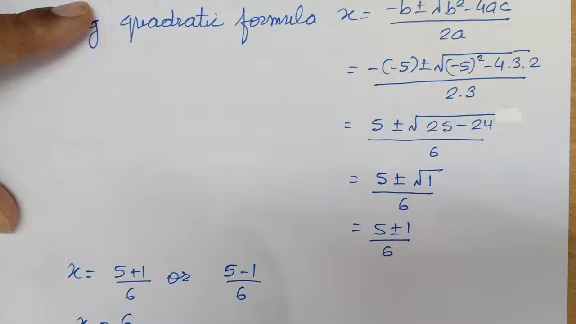 g quadratic formula x = -b ± √b² - 4ac / 2a
= -(-5) ± √(-5)² - 4.3.2 / 2.3
= 5 ± √25 - 24 / 6
= 5 ± √1 / 6
= 5 ± 1 / 6
x = 5+1 / 6 or 5-1 / 6
x = 6